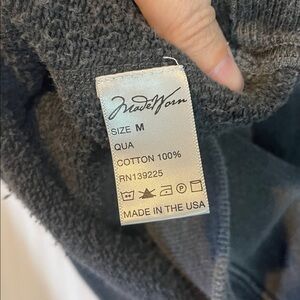 MadeWorn
SIZE M
QUA
COTTON 100%
RN139225
MADE IN THE USA